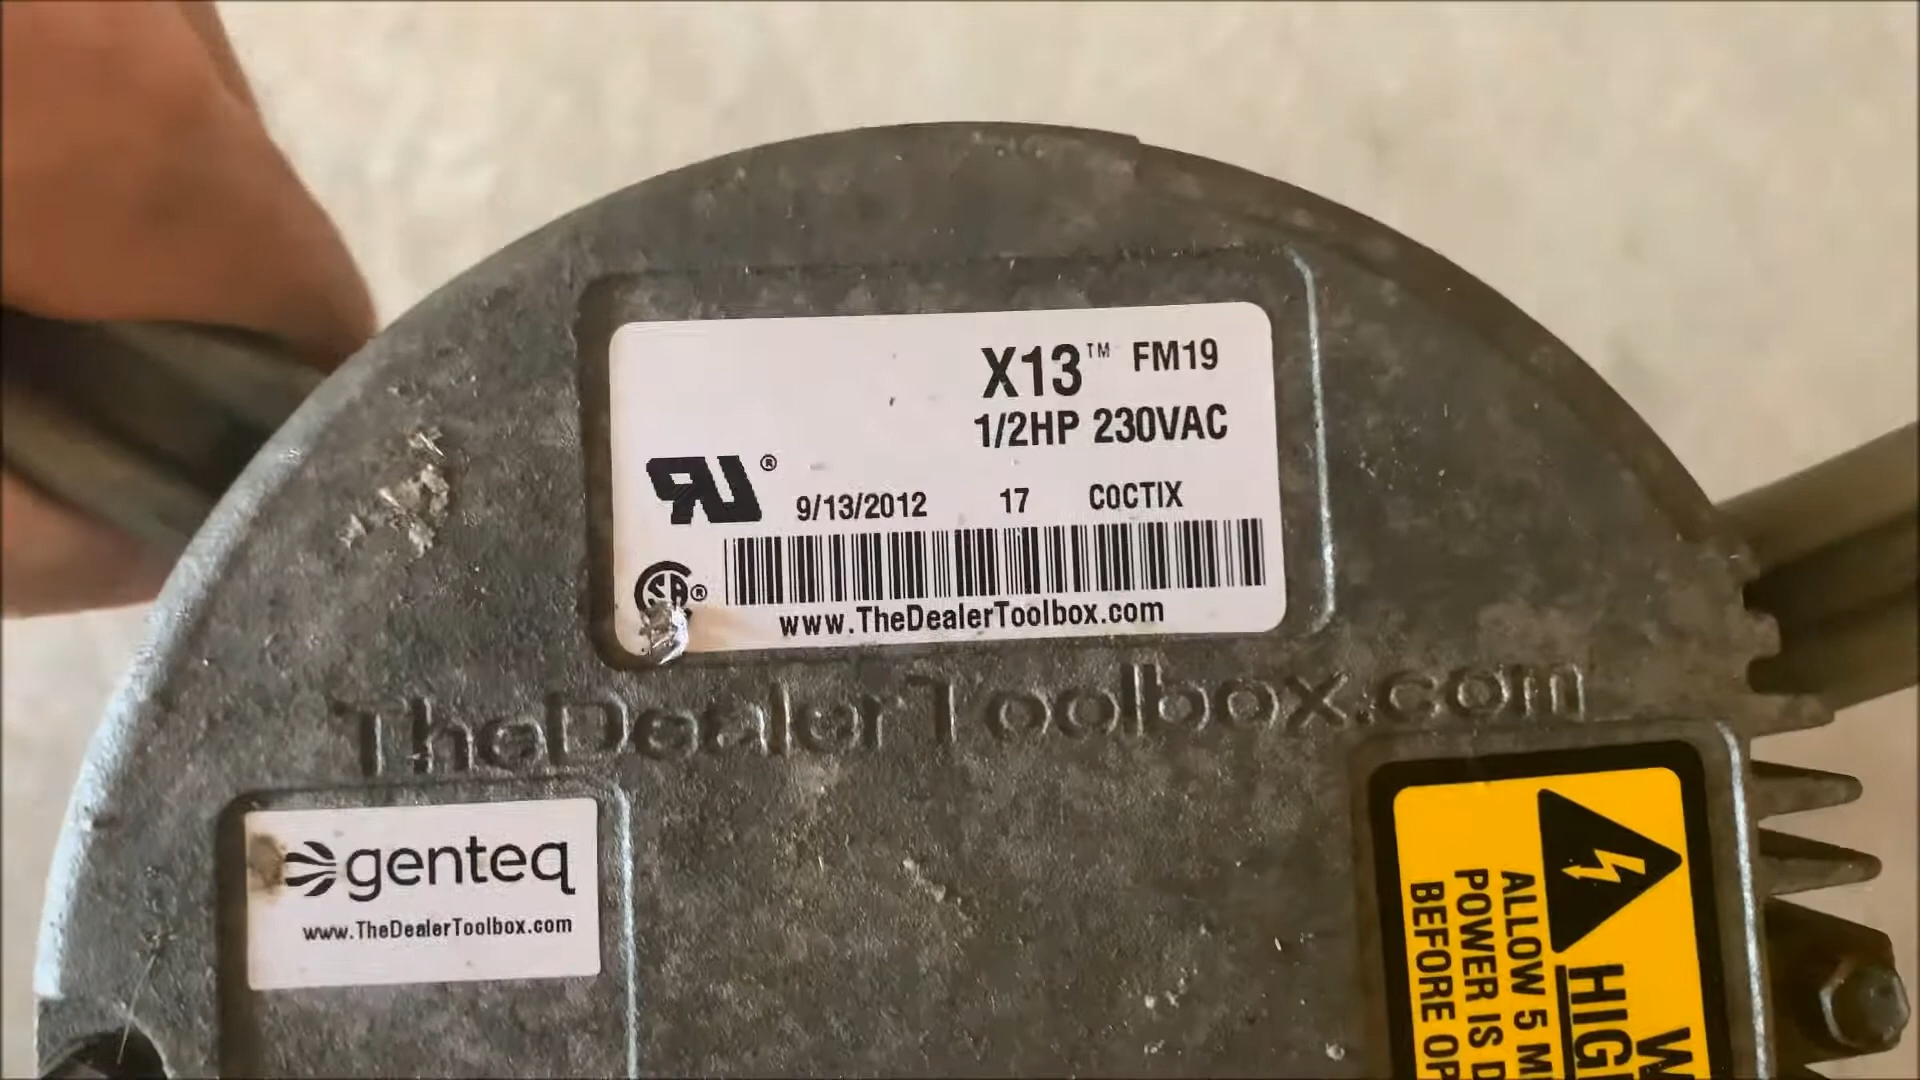 X13™ FM19
1/2HP 230VAC
®
9/13/2012 17 COCTIX
®
www.TheDealerToolbox.com
TheDealerToolbox.com
genteq
www.TheDealerToolbox.com
HIG
ALLOW 5 M
POWER IS D
BEFORE OP